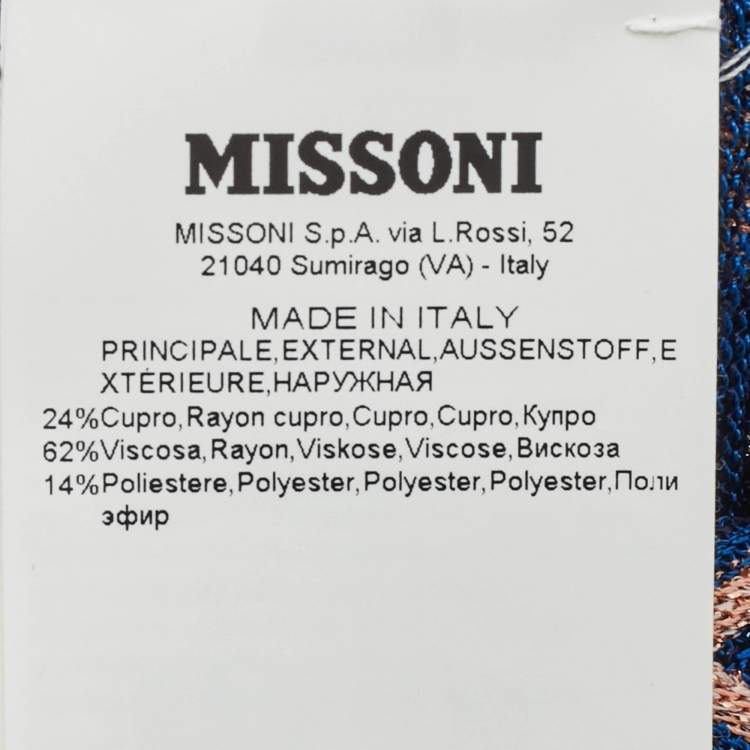 MISSONI
MISSONI S.p.A. via L.Rossi, 52
21040 Sumirago (VA) - Italy
MADE IN ITALY
PRINCIPALE,EXTERNAL,AUSSENSTOFF,E
XTÉRIEURE,НАРУЖНАЯ
24%Cupro,Rayon cupro,Cupro,Cupro,Купро
62%Viscosa,Rayon,Viskose,Viscose,Вискоза
14%Poliestere,Polyester,Polyester,Polyester,Поли
эфир